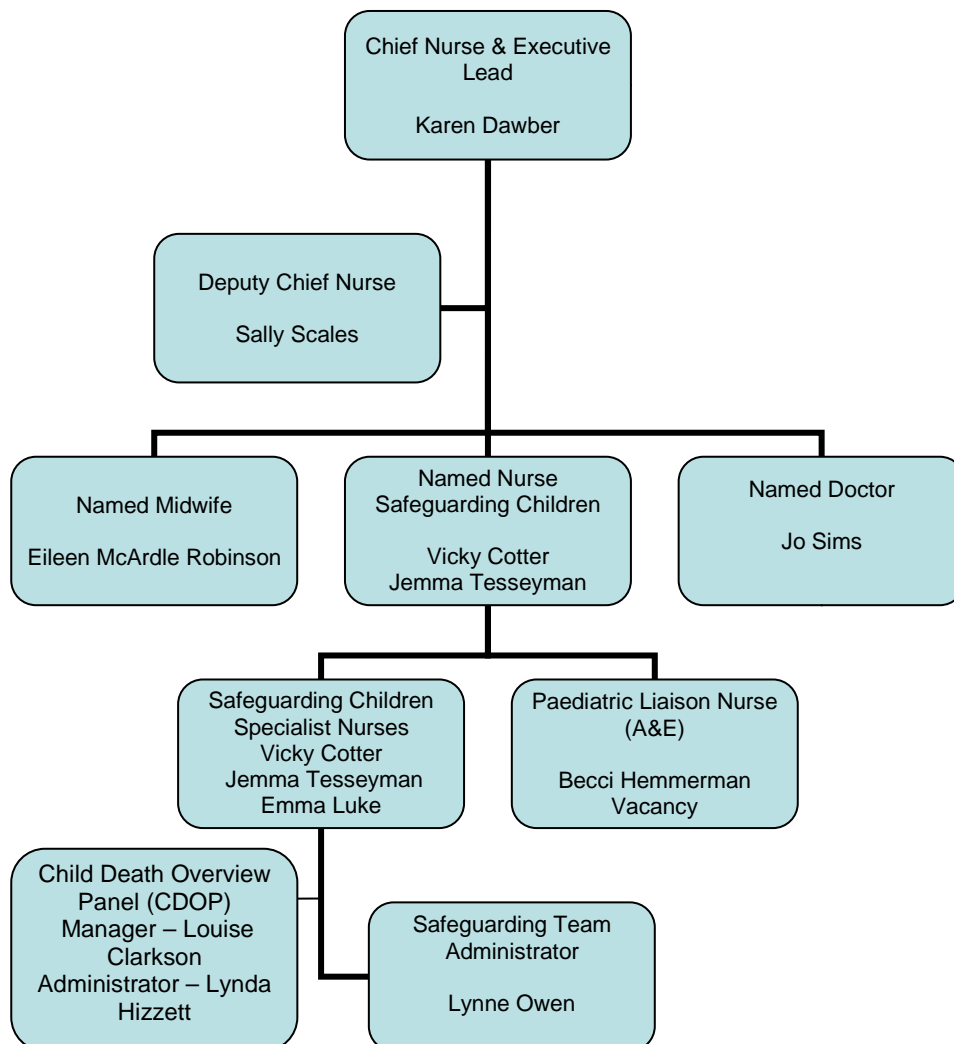 Chief Nurse & Executive
Lead
Karen Dawber
Deputy Chief Nurse
Sally Scales
Named Midwife
Eileen McArdle Robinson
Named Nurse
Safeguarding Children
Vicky Cotter
Jemma Tesseyman
Named Doctor
Jo Sims
Safeguarding Children
Specialist Nurses
Vicky Cotter
Jemma Tesseyman
Emma Luke
Paediatric Liaison Nurse
(A&E)
Becci Hemmerman
Vacancy
Child Death Overview
Panel (CDOP)
Manager – Louise
Clarkson
Administrator – Lynda
Hizzett
Safeguarding Team
Administrator
Lynne Owen